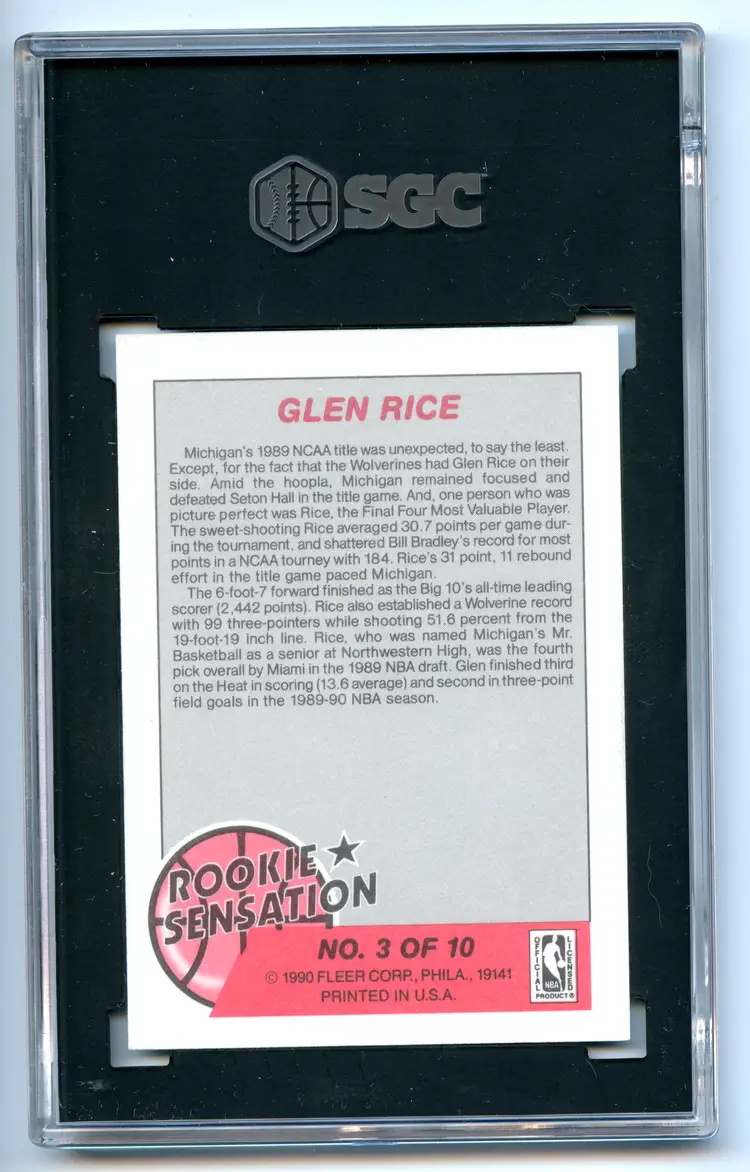 SGC
GLEN RICE
Michigan's 1989 NCAA title was unexpected, to say the least.
Except, for the fact that the Wolverines had Glen Rice on their
side. Amid the hoopla, Michigan remained focused and
defeated Seton Hall in the title game. And, one person who was
picture perfect was Rice, the Final Four Most Valuable Player.
The sweet-shooting Rice averaged 30.7 points per game dur-
ing the tournament, and shattered Bill Bradley's record for most
points in a NCAA tourney with 184. Rice's 31 point, 11 rebound
effort in the title game paced Michigan.
The 6-foot-7 forward finished as the Big 10's all-time leading
scorer (2,442 points). Rice also established a Wolverine record
with 99 three-pointers while shooting 51.6 percent from the
19-foot-19 inch line. Rice, who was named Michigan's Mr.
Basketball as a senior at Northwestern High, was the fourth
pick overall by Miami in the 1989 NBA draft. Glen finished third
on the Heat in scoring (13.6 average) and second in three-point
field goals in the 1989-90 NBA season.
ROOKIE
SENSATION
NO. 3 OF 10
© 1990 FLEER CORP., PHILA., 19141
PRINTED IN U.S.A.
OFFICIAL
LICENSED
NBA
PRODUCT®